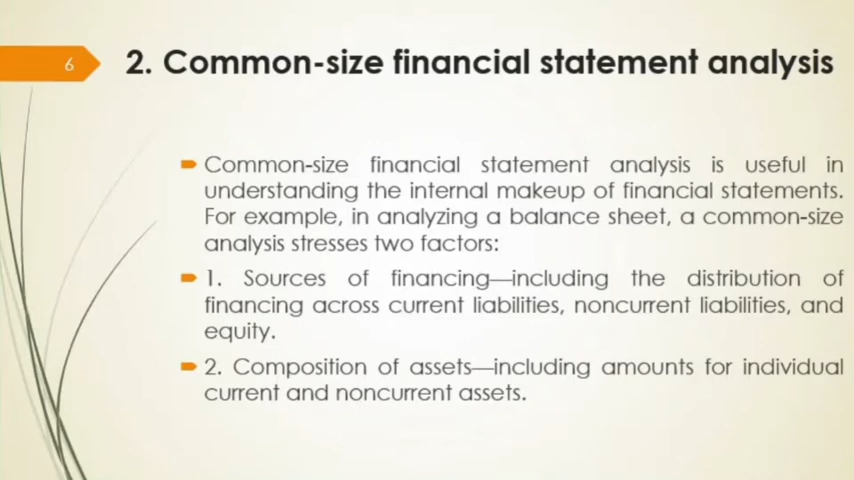 6
2. Common-size financial statement analysis
Common-size financial statement analysis is useful in
understanding the internal makeup of financial statements.
For example, in analyzing a balance sheet, a common-size
analysis stresses two factors:
1. Sources of financing—including the distribution of
financing across current liabilities, noncurrent liabilities, and
equity.
2. Composition of assets—including amounts for individual
current and noncurrent assets.